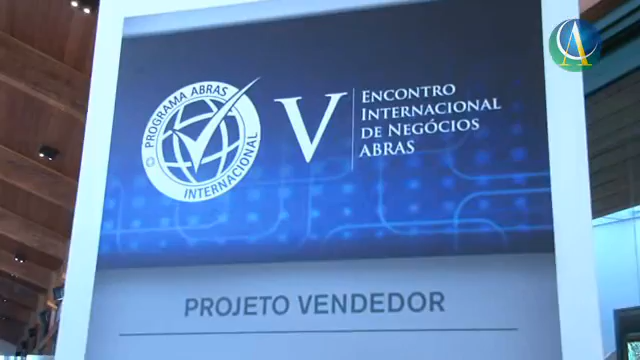 PROGRAMA ABRAS
INTERNACIONAL
V
ENCONTRO
INTERNACIONAL
DE NEGÓCIOS
ABRAS
PROJETO VENDEDOR
A